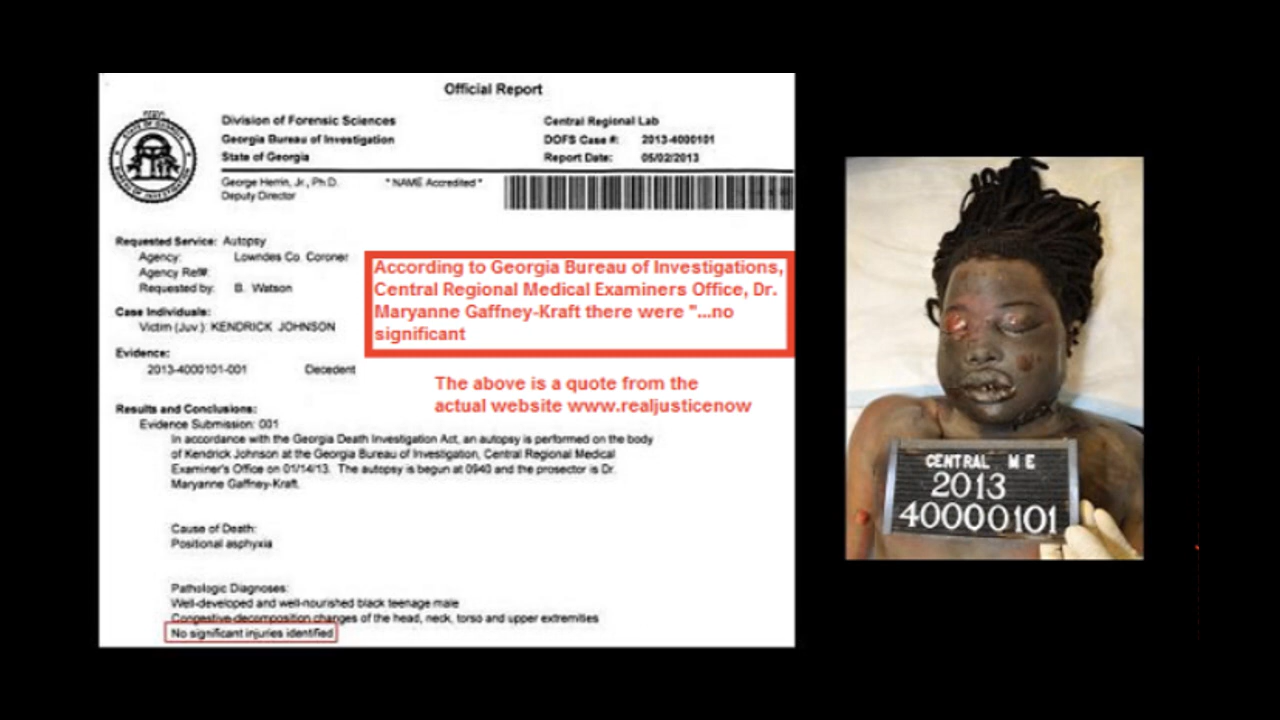 Official Report
Division of Forensic Sciences
Georgia Bureau of Investigation
State of Georgia
Central Regional Lab
DOFS Case #: 2013-4000101
Report Date: 05/02/2013
George Herrin, Jr., Ph.D.
Deputy Director
* NAME Accredited *
Requested Service: Autopsy
Agency: Lowndes Co. Coroner
Agency Ref#:
Requested by: B. Watson
Case Individuals:
Victim (Juv.): KENDRICK JOHNSON
Evidence:
2013-4000101-001 Decedent
According to Georgia Bureau of Investigations,
Central Regional Medical Examiners Office, Dr.
Maryanne Gaffney-Kraft there were "...no
significant
The above is a quote from the
actual website www.realjusticenow
Results and Conclusions:
Evidence Submission: 001
In accordance with the Georgia Death Investigation Act, an autopsy is performed on the body
of Kendrick Johnson at the Georgia Bureau of Investigation, Central Regional Medical
Examiner's Office on 01/14/13. The autopsy is begun at 0940 and the prosector is Dr.
Maryanne Gaffney-Kraft.
Cause of Death:
Positional asphyxia
Pathologic Diagnoses:
Well-developed and well-nourished black teenage male
Congestive-decomposition changes of the head, neck, torso and upper extremities
No significant injuries identified
CENTRAL M E
2013
40000101